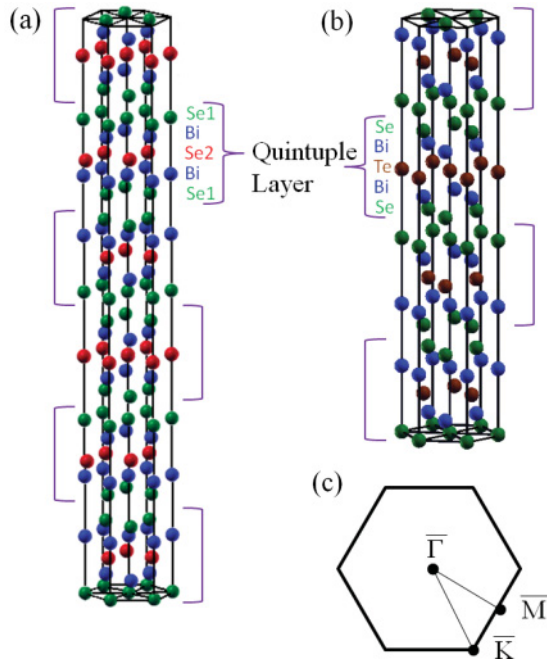 (a)
Se1
Bi
Se2
Bi
Se1
Quintuple
Layer
(b)
Se
Bi
Te
Bi
Se
(c)
Γ̅
M̅
K̅